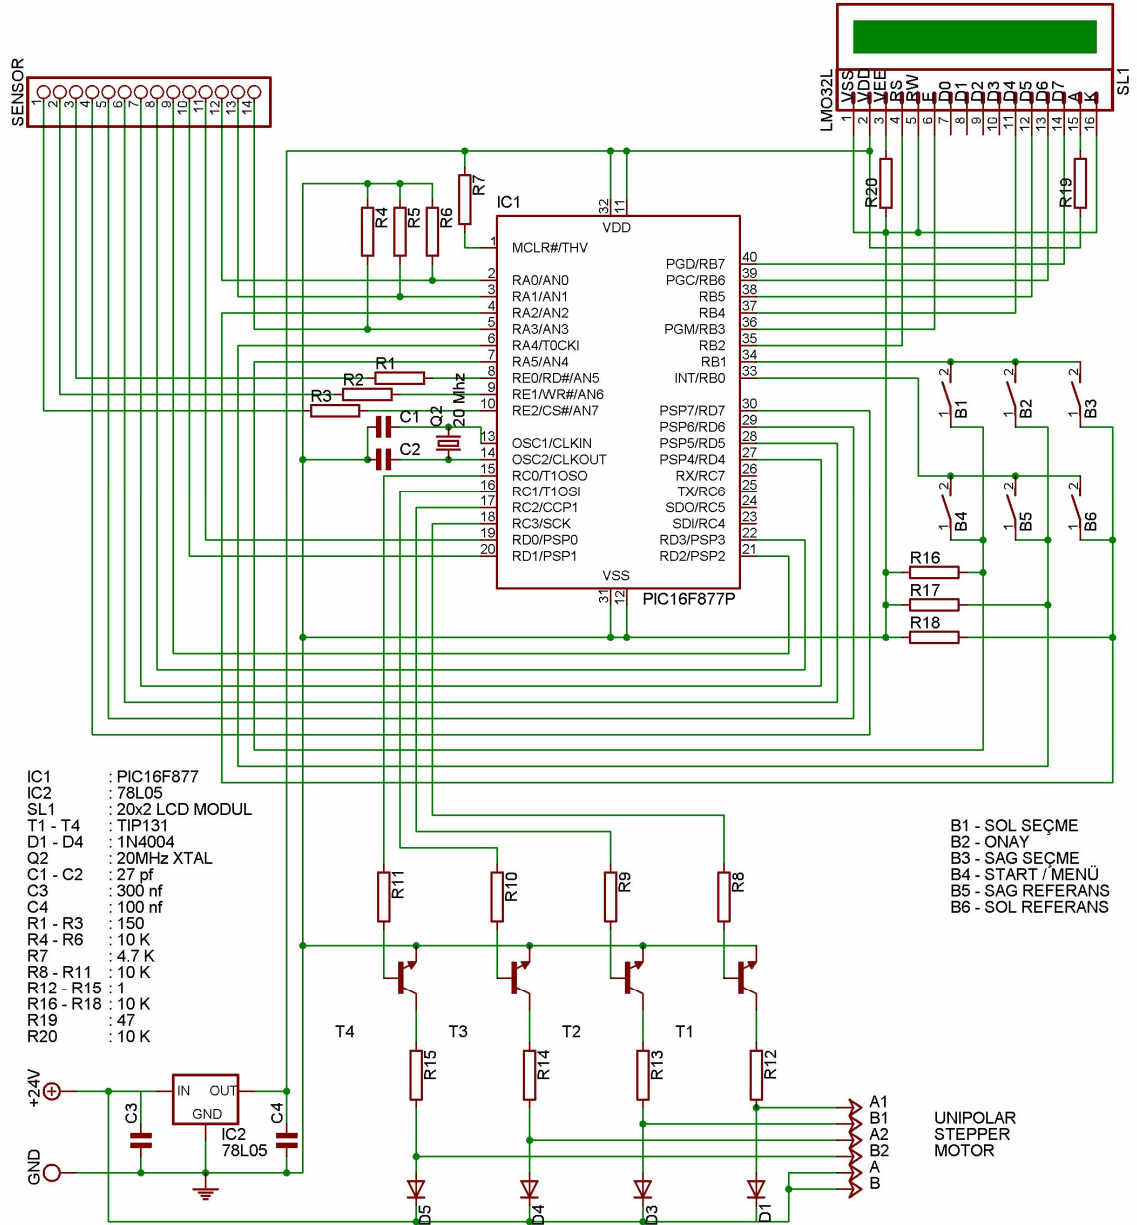 SENSOR
1 2 3 4 5 6 7 8 9 10 11 12 13 14
LMO32L
SL1
VSS VDD VEE RS RW E D0 D1 D2 D3 D4 D5 D6 D7 A K
1 2 3 4 5 6 7 8 9 10 11 12 13 14 15 16
R20
R19
R4
R5
R6
R7
IC1
32 11
VDD
1 MCLR#/THV
2 RA0/AN0
3 RA1/AN1
4 RA2/AN2
5 RA3/AN3
6 RA4/T0CKI
7 RA5/AN4
8 RE0/RD#/AN5
9 RE1/WR#/AN6
10 RE2/CS#/AN7
13 OSC1/CLKIN
14 OSC2/CLKOUT
15 RC0/T1OSO
16 RC1/T1OSI
17 RC2/CCP1
18 RC3/SCK
19 RD0/PSP0
20 RD1/PSP1
PGD/RB7 40
PGC/RB6 39
RB5 38
RB4 37
PGM/RB3 36
RB2 35
RB1 34
INT/RB0 33
PSP7/RD7 30
PSP6/RD6 29
PSP5/RD5 28
PSP4/RD4 27
RX/RC7 26
TX/RC6 25
SDO/RC5 24
SDI/RC4 23
RD3/PSP3 22
RD2/PSP2 21
VSS
31 12
PIC16F877P
R1
R2
R3
C1
C2
Q2
20 Mhz
2 1 B1
2 1 B2
2 1 B3
2 1 B4
2 1 B5
2 1 B6
R16
R17
R18
IC1 : PIC16F877
IC2 : 78L05
SL1 : 20x2 LCD MODUL
T1 - T4 : TIP131
D1 - D4 : 1N4004
Q2 : 20MHz XTAL
C1 - C2 : 27 pf
C3 : 300 nf
C4 : 100 nf
R1 - R3 : 150
R4 - R6 : 10 K
R7 : 4.7 K
R8 - R11 : 10 K
R12 - R15 : 1
R16 - R18 : 10 K
R19 : 47
R20 : 10 K
B1 - SOL SEÇME
B2 - ONAY
B3 - SAG SEÇME
B4 - START / MENÜ
B5 - SAG REFERANS
B6 - SOL REFERANS
R11
R10
R9
R8
T4
T3
T2
T1
R15
R14
R13
R12
+24V
GND
C3
IN OUT
GND
IC2
78L05
C4
D5
D4
D3
D1
A1
B1
A2
B2
A
B
UNIPOLAR
STEPPER
MOTOR